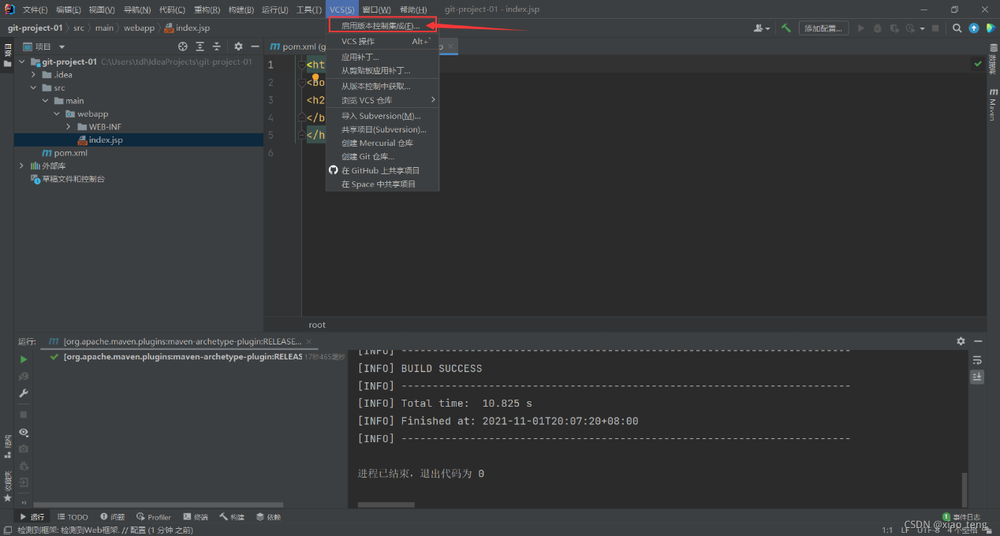 文件(F) 编辑(E) 视图(V) 导航(N) 代码(C) 重构(R) 构建(B) 运行(U) 工具(T) VCS(S) 窗口(W) 帮助(H) git-project-01 - index.jsp
git-project-01 src main webapp index.jsp
添加配置...
启用版本控制集成(E)...
VCS 操作 Alt+`
应用补丁...
从剪贴板应用补丁...
从版本控制中获取...
浏览 VCS 仓库
导入 Subversion(M)...
共享项目(Subversion)...
创建 Mercurial 仓库
创建 Git 仓库...
在 GitHub 上共享项目
在 Space 中共享项目
项目
项目
git-project-01 C:\Users\tdl\IdeaProjects\git-project-01
.idea
src
main
webapp
WEB-INF
index.jsp
pom.xml
外部库
草稿文件和控制台
pom.xml (g
1 <ht
2 <bo
3 <h2
4 </b
5 </h
6
root
数据库
Maven
运行: [org.apache.maven.plugins:maven-archetype-plugin:RELEASE...
[org.apache.maven.plugins:maven-archetype-plugin:RELEAS 17秒465毫秒
[INFO] ------------------------------------------------------------------------
[INFO] BUILD SUCCESS
[INFO] ------------------------------------------------------------------------
[INFO] Total time:  10.825 s
[INFO] Finished at: 2021-11-01T20:07:20+08:00
[INFO] ------------------------------------------------------------------------
进程已结束，退出代码为 0
结构
收藏夹
运行 TODO 问题 Profiler 终端 构建 依赖 1 事件日志
检测到框架: 检测到Web框架. // 配置 (1 分钟 之前) 1:1 LF UTF-8 4 个空格
CSDN @xiao_teng